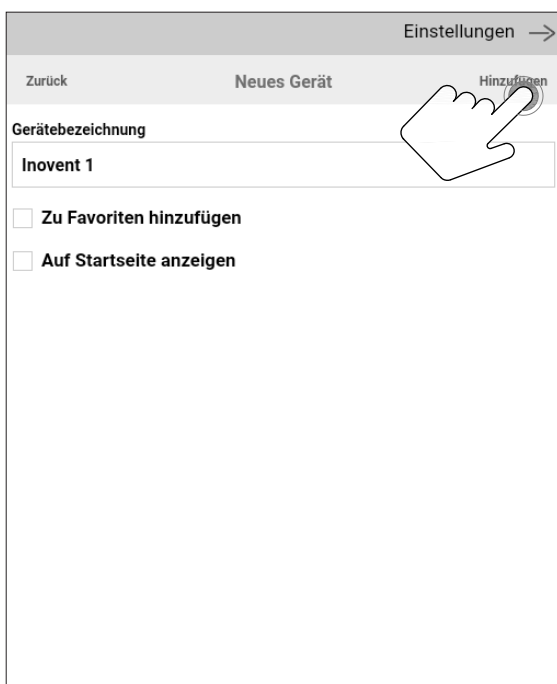 Einstellungen
Zurück Neues Gerät Hinzufügen
Gerätebezeichnung
Inovent 1
Zu Favoriten hinzufügen
Auf Startseite anzeigen